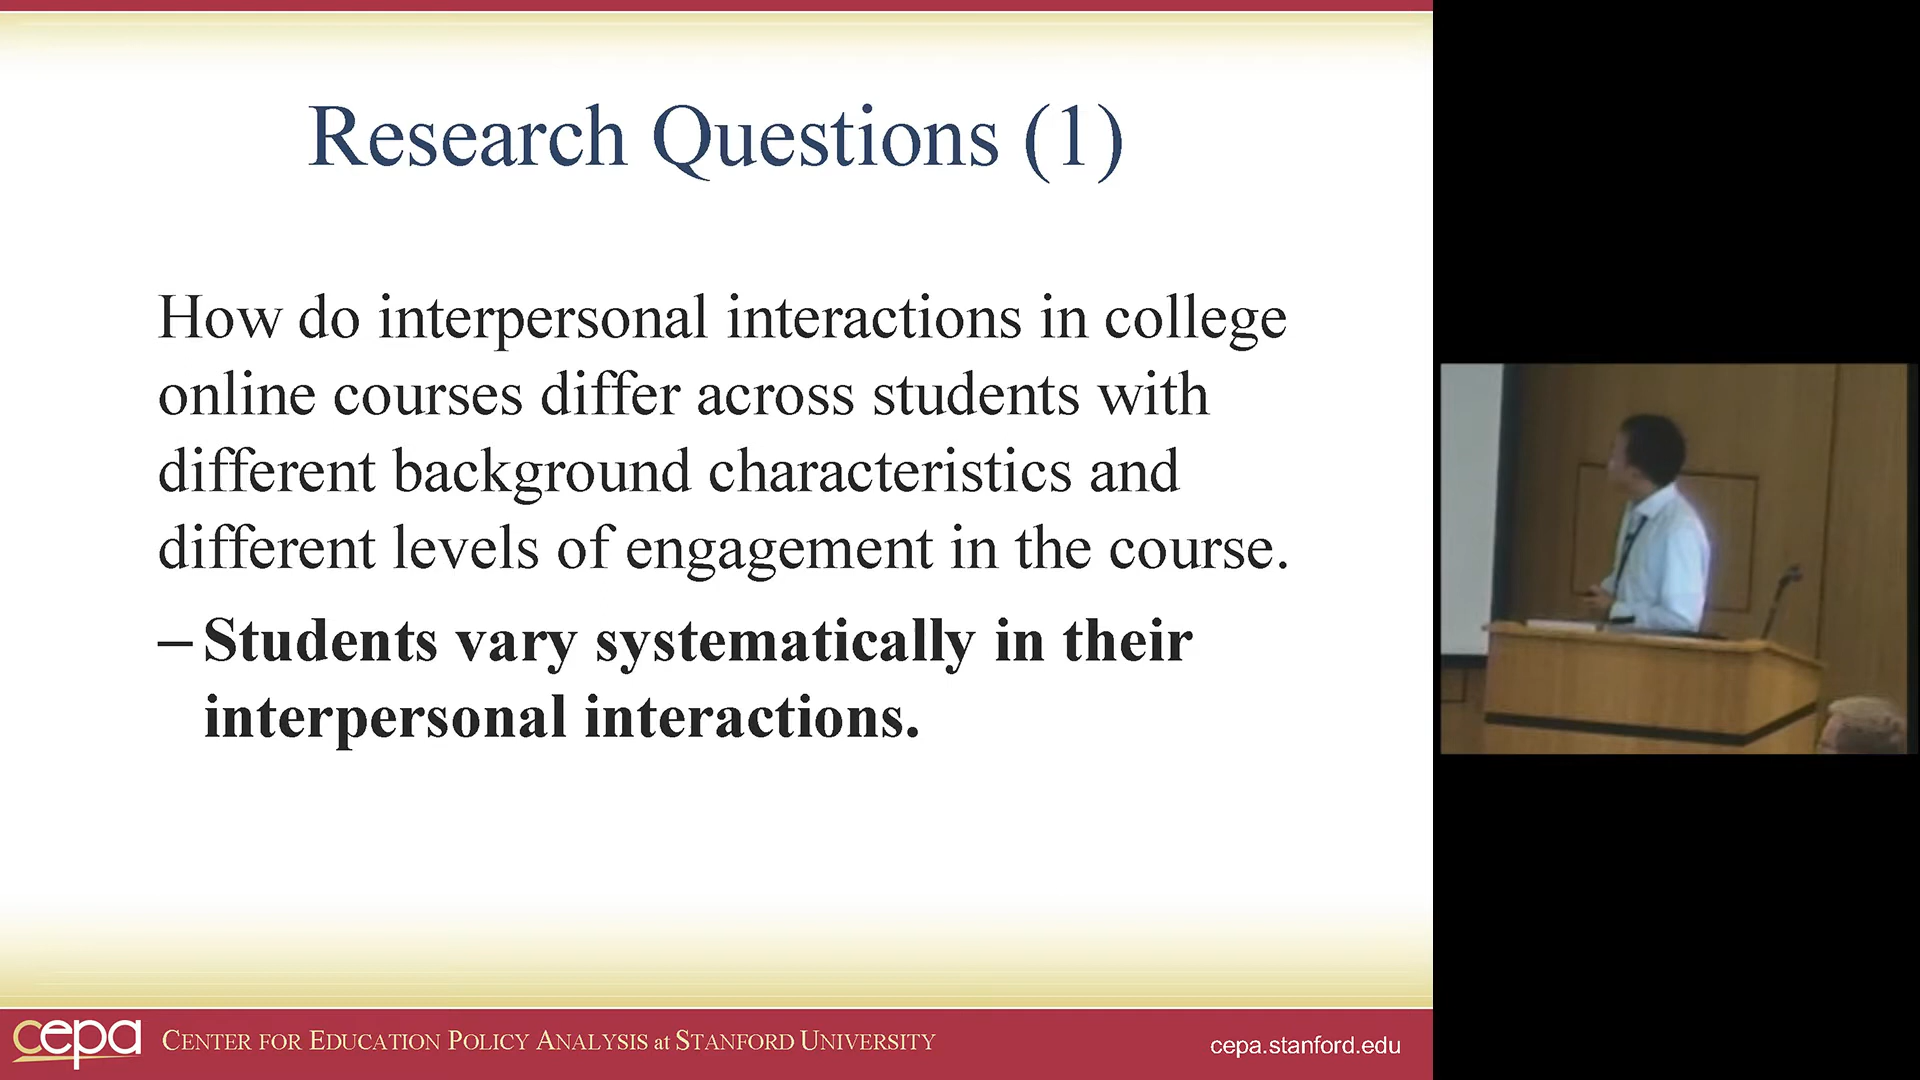 Research Questions (1)
How do interpersonal interactions in college
online courses differ across students with
different background characteristics and
different levels of engagement in the course.
– Students vary systematically in their
interpersonal interactions.
cepa CENTER FOR EDUCATION POLICY ANALYSIS at STANFORD UNIVERSITY
cepa.stanford.edu